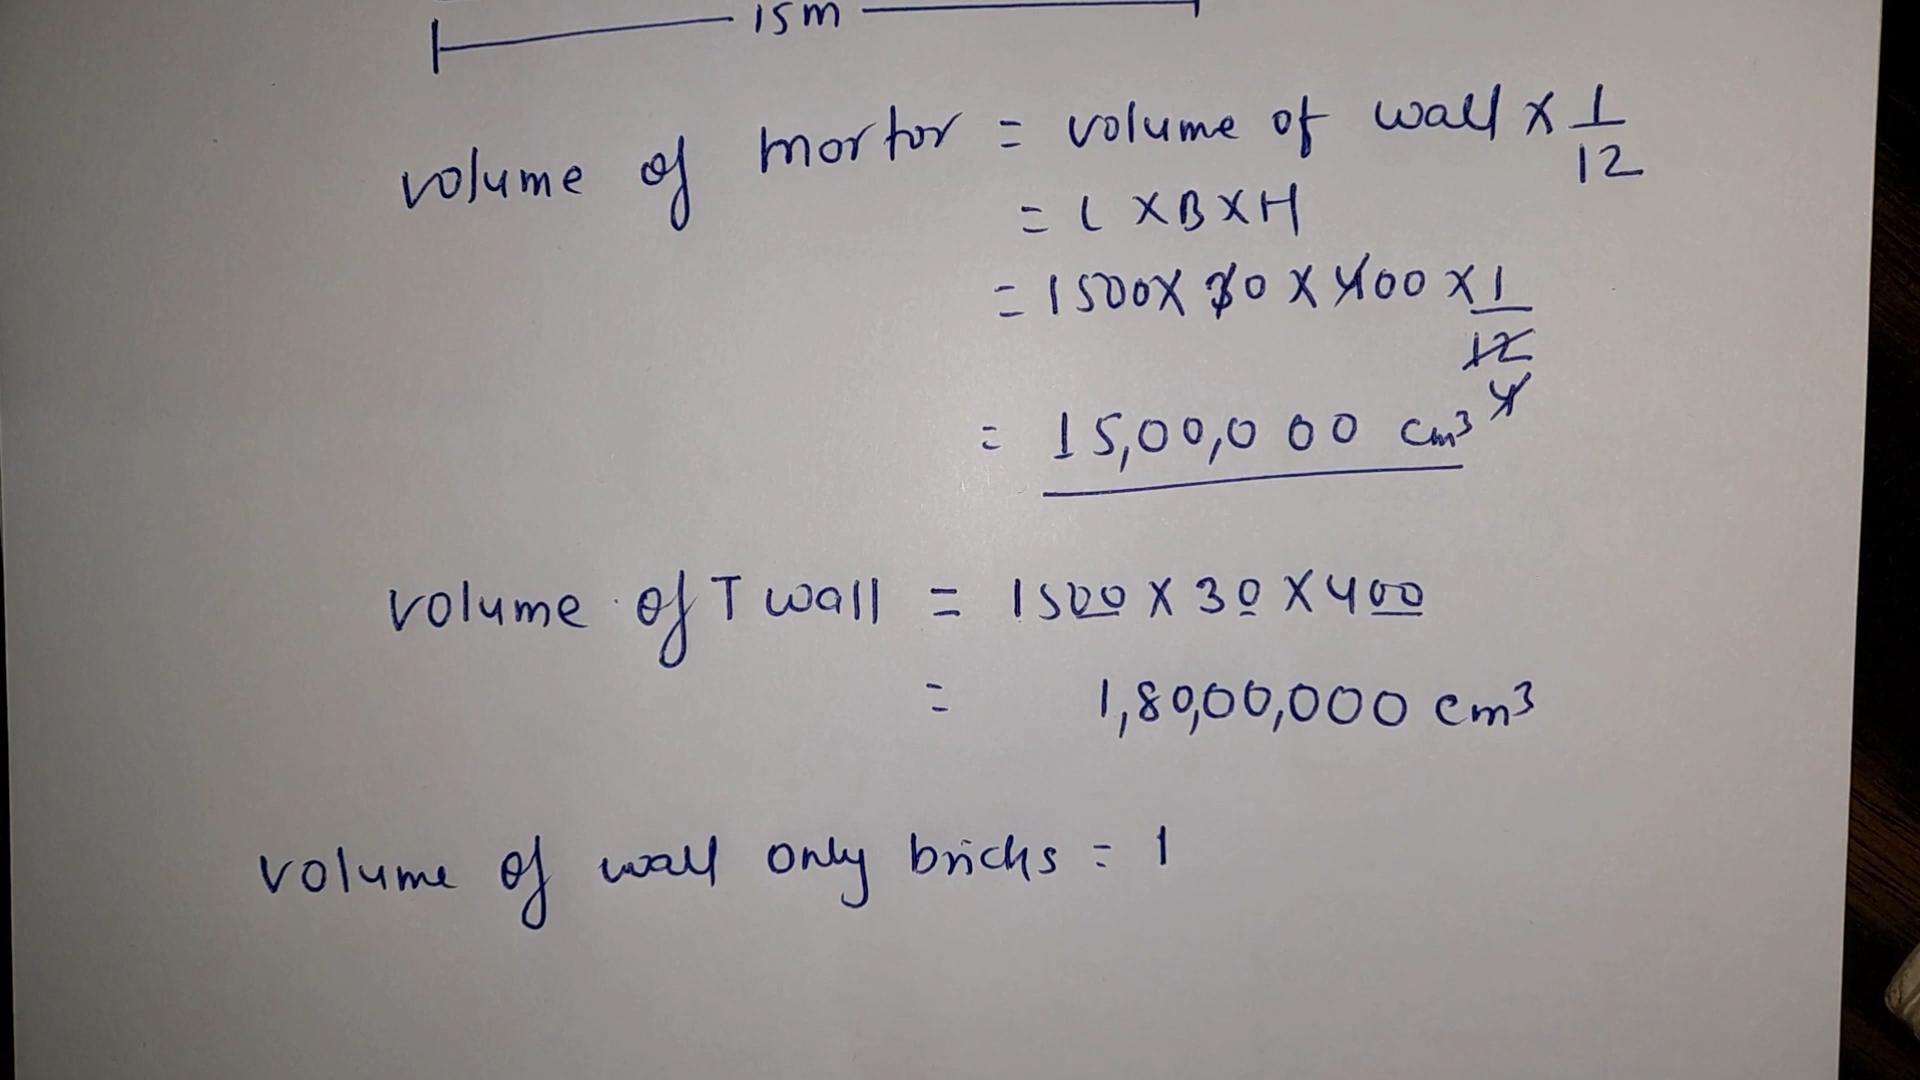 15m
volume of mortor = volume of wall X 1/12
= L X B X H
= 1500 X 30 X 400 X 1/12
4
= 15,00,000 cm³
volume of T wall = 1500 X 30 X 400
= 1,80,00,000 cm³
volume of wall only bricks = 1